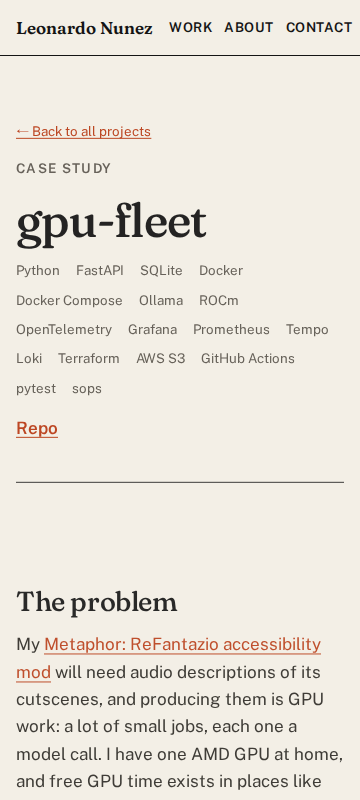 Leonardo Nunez WORK ABOUT CONTACT
← Back to all projects
CASE STUDY
gpu-fleet
Python FastAPI SQLite Docker
Docker Compose Ollama ROCm
OpenTelemetry Grafana Prometheus Tempo
Loki Terraform AWS S3 GitHub Actions
pytest sops
Repo
The problem
My Metaphor: ReFantazio accessibility
mod will need audio descriptions of its
cutscenes, and producing them is GPU
work: a lot of small jobs, each one a
model call. I have one AMD GPU at home,
and free GPU time exists in places like